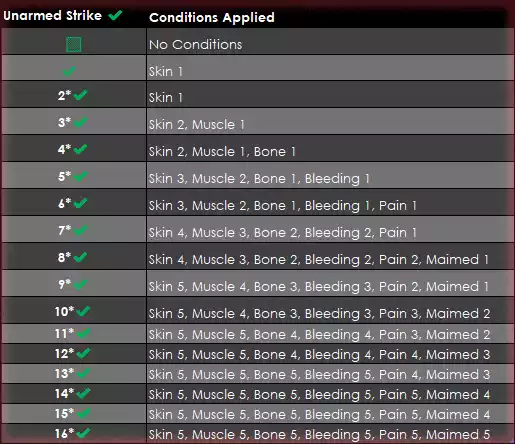 Unarmed Strike ✔ Conditions Applied
No Conditions
✔ Skin 1
2*✔ Skin 1
3*✔ Skin 2, Muscle 1
4*✔ Skin 2, Muscle 1, Bone 1
5*✔ Skin 3, Muscle 2, Bone 1, Bleeding 1
6*✔ Skin 3, Muscle 2, Bone 1, Bleeding 1, Pain 1
7*✔ Skin 4, Muscle 3, Bone 2, Bleeding 2, Pain 1
8*✔ Skin 4, Muscle 3, Bone 2, Bleeding 2, Pain 2, Maimed 1
9*✔ Skin 5, Muscle 4, Bone 3, Bleeding 3, Pain 2, Maimed 1
10*✔ Skin 5, Muscle 4, Bone 3, Bleeding 3, Pain 3, Maimed 2
11*✔ Skin 5, Muscle 5, Bone 4, Bleeding 4, Pain 3, Maimed 2
12*✔ Skin 5, Muscle 5, Bone 4, Bleeding 4, Pain 4, Maimed 3
13*✔ Skin 5, Muscle 5, Bone 5, Bleeding 5, Pain 4, Maimed 3
14*✔ Skin 5, Muscle 5, Bone 5, Bleeding 5, Pain 5, Maimed 4
15*✔ Skin 5, Muscle 5, Bone 5, Bleeding 5, Pain 5, Maimed 4
16*✔ Skin 5, Muscle 5, Bone 5, Bleeding 5, Pain 5, Maimed 5